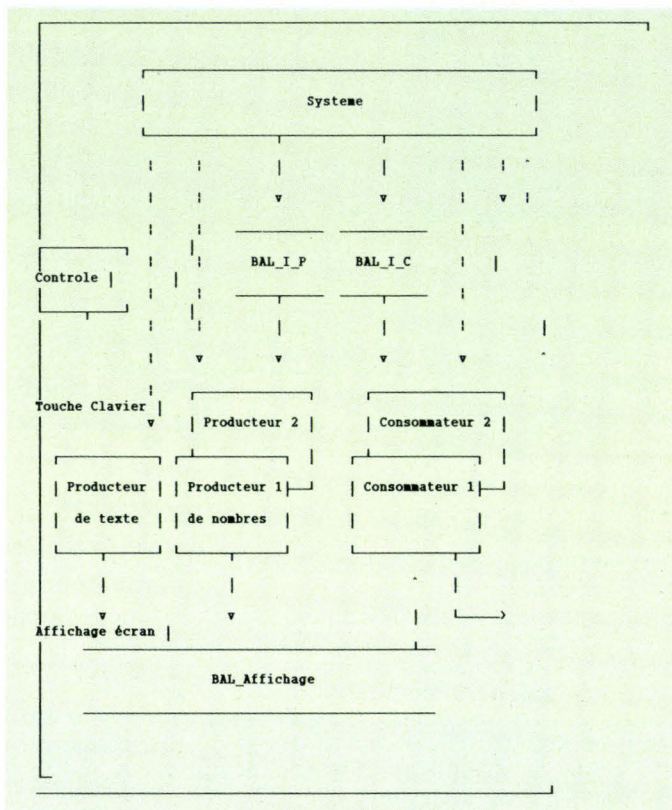 Systeme
BAL_I_P BAL_I_C
Controle
Touche Clavier
Producteur 2 Consommateur 2
Producteur Producteur 1 Consommateur 1
de texte de nombres
Affichage écran
BAL_Affichage